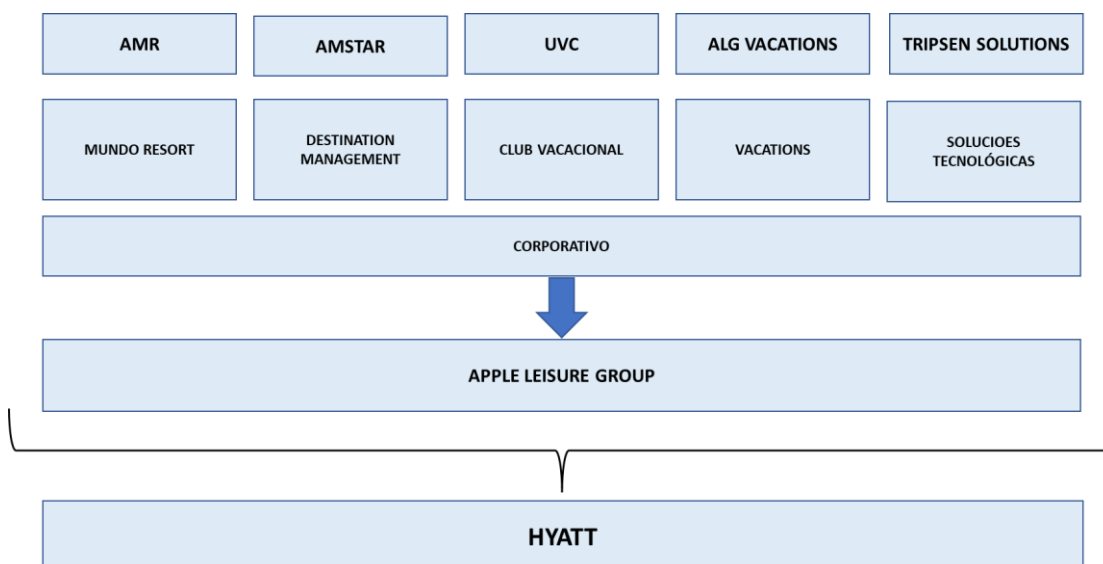 AMR
AMSTAR
UVC
ALG VACATIONS
TRIPSEN SOLUTIONS
MUNDO RESORT
DESTINATION
MANAGEMENT
CLUB VACACIONAL
VACATIONS
SOLUCIOES
TECNOLÓGICAS
CORPORATIVO
APPLE LEISURE GROUP
HYATT